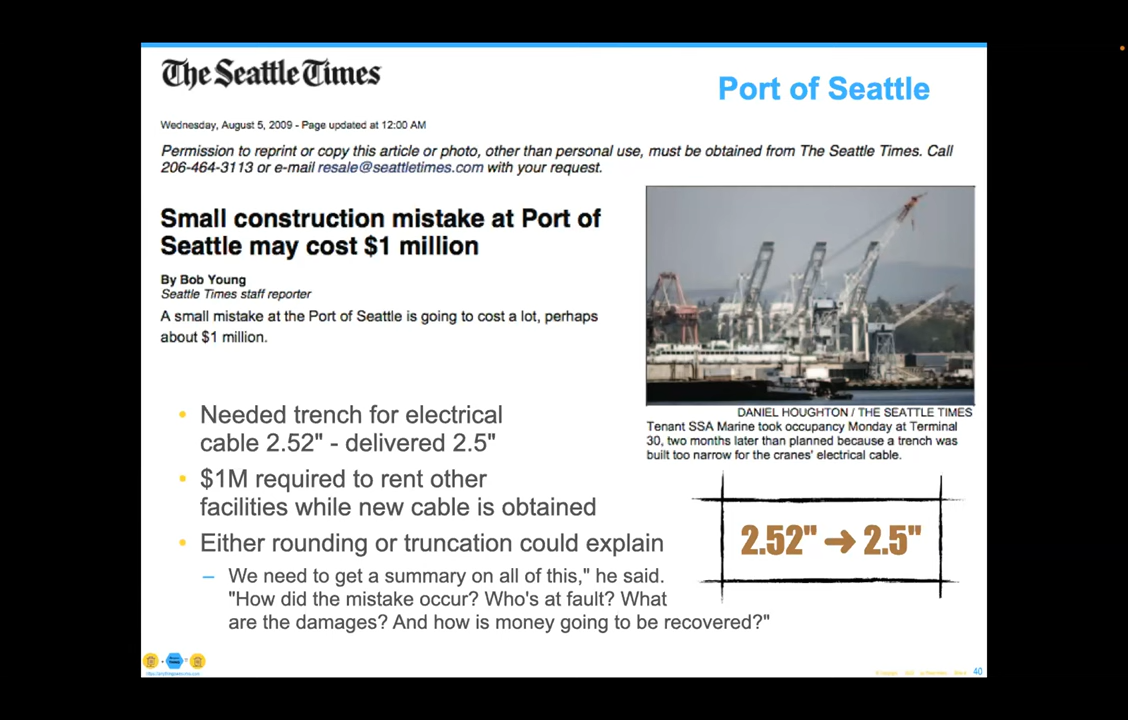 The Seattle Times
Port of Seattle
Wednesday, August 5, 2009 - Page updated at 12:00 AM
Permission to reprint or copy this article or photo, other than personal use, must be obtained from The Seattle Times. Call
206-464-3113 or e-mail resale@seattletimes.com with your request.
Small construction mistake at Port of
Seattle may cost $1 million
By Bob Young
Seattle Times staff reporter
A small mistake at the Port of Seattle is going to cost a lot, perhaps
about $1 million.
DANIEL HOUGHTON / THE SEATTLE TIMES
Tenant SSA Marine took occupancy Monday at Terminal
30, two months later than planned because a trench was
built too narrow for the cranes' electrical cable.
• Needed trench for electrical
cable 2.52" - delivered 2.5"
• $1M required to rent other
facilities while new cable is obtained
• Either rounding or truncation could explain
– We need to get a summary on all of this," he said.
"How did the mistake occur? Who's at fault? What
are the damages? And how is money going to be recovered?"
2.52" ➔ 2.5"
40